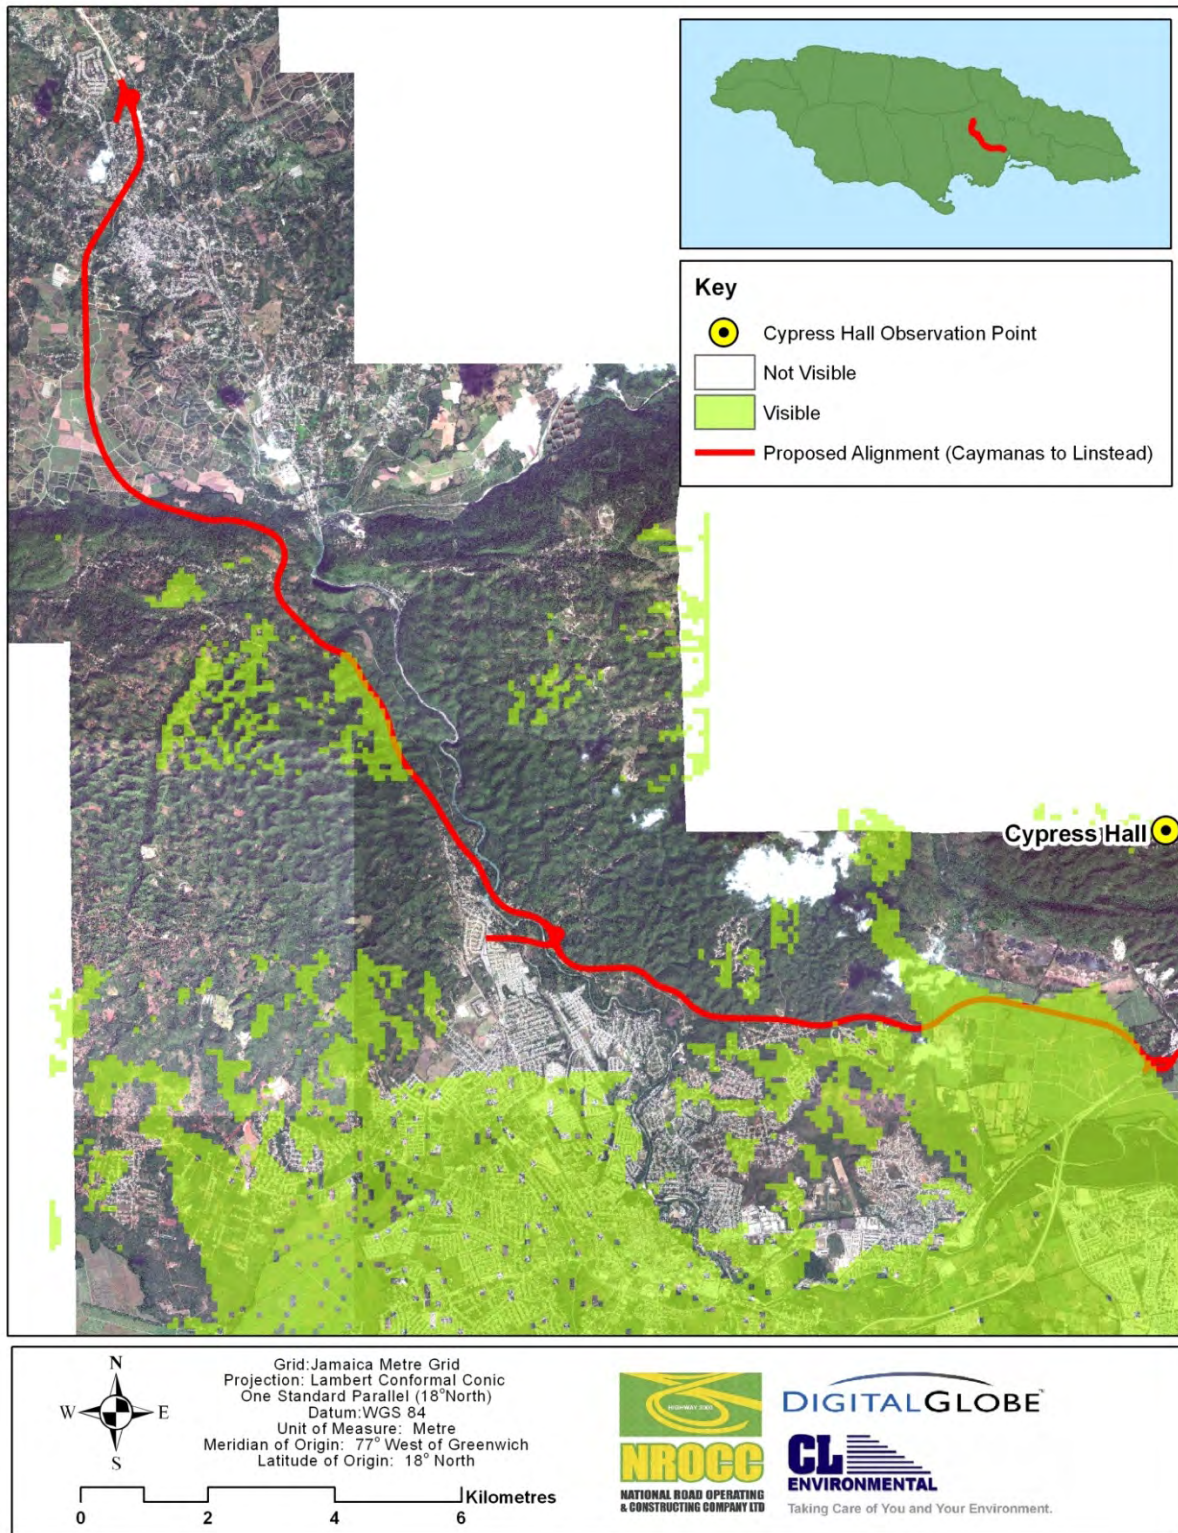 Key
Cypress Hall Observation Point
Not Visible
Visible
Proposed Alignment (Caymanas to Linstead)
Cypress Hall
N
W
E
S
Grid:Jamaica Metre Grid
Projection: Lambert Conformal Conic
One Standard Parallel (18°North)
Datum:WGS 84
Unit of Measure: Metre
Meridian of Origin: 77° West of Greenwich
Latitude of Origin: 18° North
Kilometres
0 2 4 6
HIGHWAY 2000
NROCC
NATIONAL ROAD OPERATING
& CONSTRUCTING COMPANY LTD
DIGITALGLOBE
CL
ENVIRONMENTAL
Taking Care of You and Your Environment.